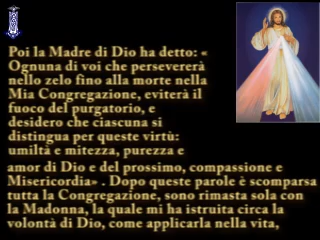 Poi la Madre di Dio ha detto: «
Ognuna di voi che persevererà
nello zelo fino alla morte nella
Mia Congregazione, eviterà il
fuoco del purgatorio, e
desidero che ciascuna si
distingua per queste virtù:
umiltà e mitezza, purezza e
amor di Dio e del prossimo, compassione e
Misericordia» . Dopo queste parole è scomparsa
tutta la Congregazione, sono rimasta sola con
la Madonna, la quale mi ha istruita circa la
volontà di Dio, come applicarla nella vita,